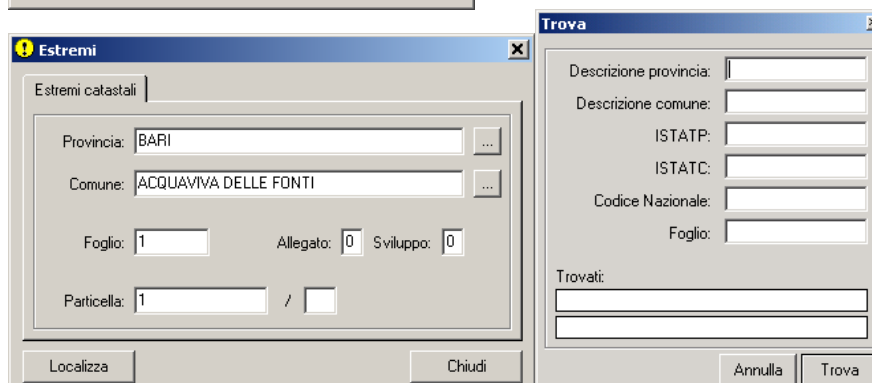 Estremi
Estremi catastali
Provincia: BARI ...
Comune: ACQUAVIVA DELLE FONTI ...
Foglio: 1 Allegato: 0 Sviluppo: 0
Particella: 1 /
Localizza Chiudi
Trova
Descrizione provincia:
Descrizione comune:
ISTATP:
ISTATC:
Codice Nazionale:
Foglio:
Trovati:
Annulla Trova